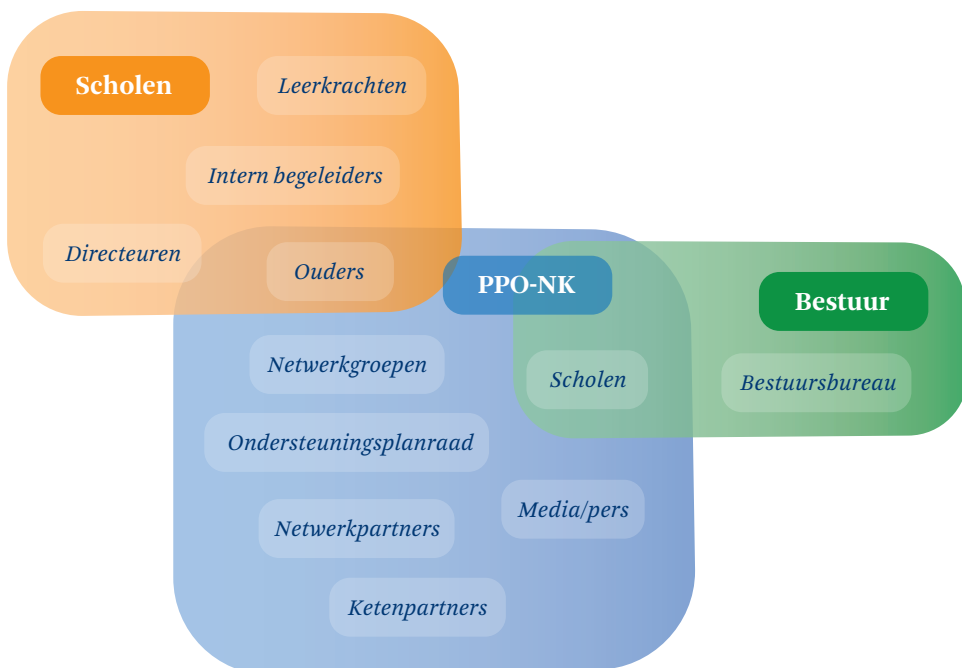 Scholen
Leerkrachten
Intern begeleiders
Directeuren
Ouders
PPO-NK
Bestuur
Netwerkgroepen
Scholen
Bestuursbureau
Ondersteuningsplanraad
Media/pers
Netwerkpartners
Ketenpartners